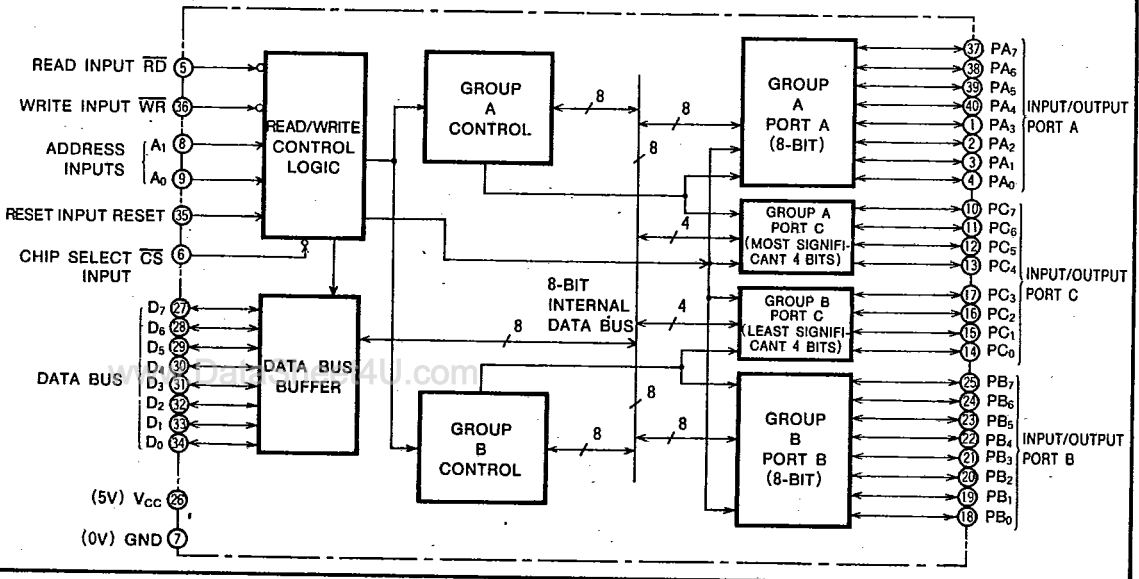 READ INPUT RD 5
WRITE INPUT WR 36
ADDRESS
INPUTS
A1 8
A0 9
RESET INPUT RESET 35
CHIP SELECT CS 6
INPUT
DATA BUS
D7 27
D6 28
D5 29
D4 30
D3 31
D2 32
D1 33
D0 34
(5V) VCC 26
(0V) GND 7
READ/WRITE
CONTROL
LOGIC
DATA BUS
BUFFER
www.DataSheet4U.com
GROUP
A
CONTROL
GROUP
B
CONTROL
8
8
8
8-BIT
INTERNAL
DATA BUS
8
8
8
4
4
8
8
GROUP
A
PORT A
(8-BIT)
GROUP A
PORT C
(MOST SIGNIFI-
CANT 4 BITS)
GROUP B
PORT C
(LEAST SIGNIFI-
CANT 4 BITS)
GROUP
B
PORT B
(8-BIT)
37 PA7
38 PA6
39 PA5
40 PA4
1 PA3
2 PA2
3 PA1
4 PA0
INPUT/OUTPUT
PORT A
10 PC7
11 PC6
12 PC5
13 PC4
17 PC3
16 PC2
15 PC1
14 PC0
INPUT/OUTPUT
PORT C
25 PB7
24 PB6
23 PB5
22 PB4
21 PB3
20 PB2
19 PB1
18 PB0
INPUT/OUTPUT
PORT B